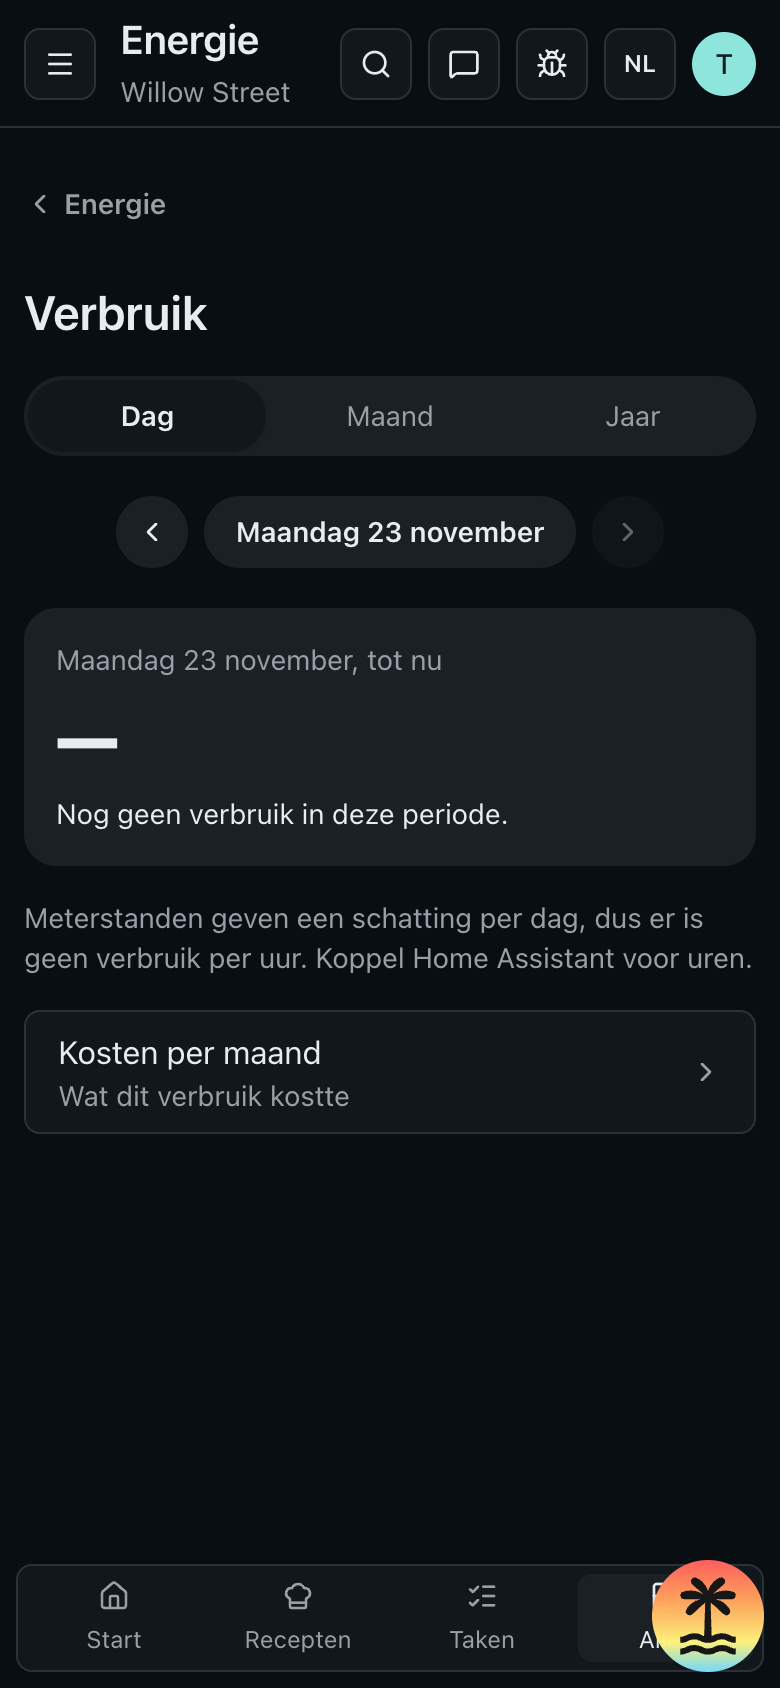 Energie
Willow Street
NL
T
Energie
Verbruik
Dag
Maand
Jaar
Maandag 23 november
Maandag 23 november, tot nu
—
Nog geen verbruik in deze periode.
Meterstanden geven een schatting per dag, dus er is
geen verbruik per uur. Koppel Home Assistant voor uren.
Kosten per maand
Wat dit verbruik kostte
Start
Recepten
Taken